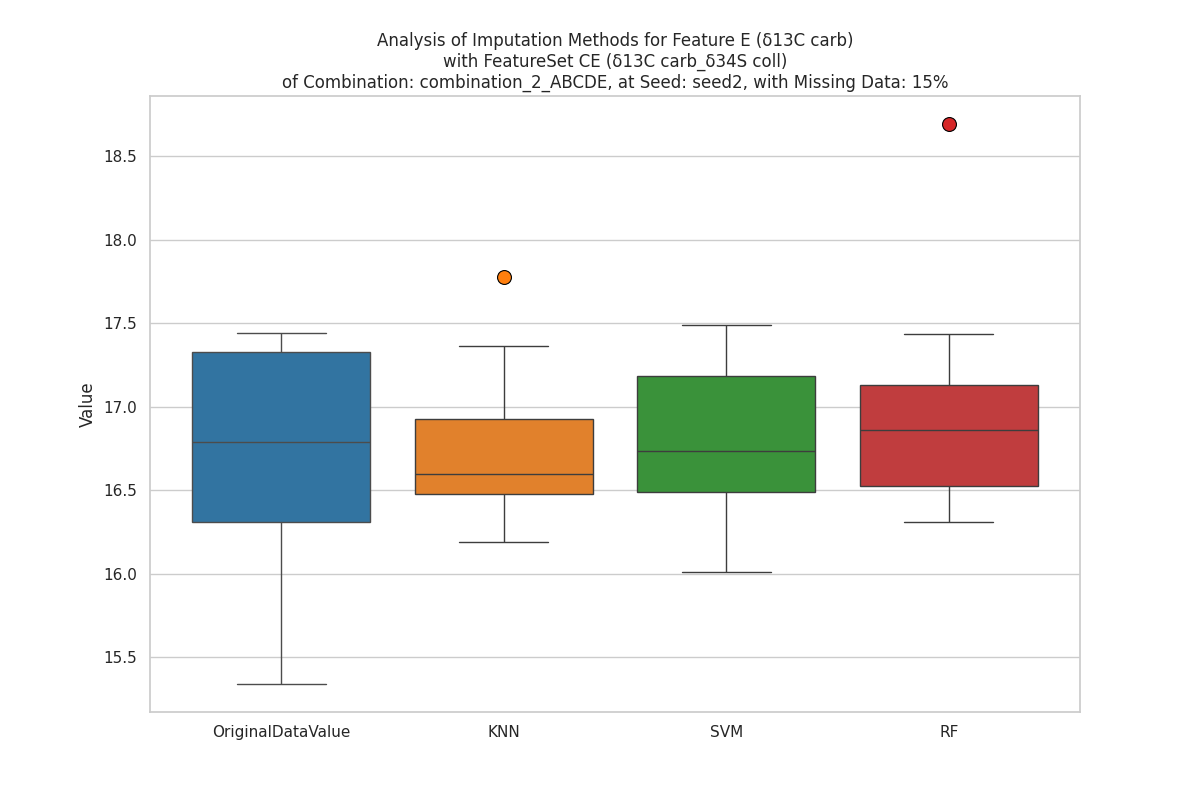 Analysis of Imputation Methods for Feature E (δ13C carb)
with FeatureSet CE (δ13C carb_δ34S coll)
of Combination: combination_2_ABCDE, at Seed: seed2, with Missing Data: 15%
18.5
18.0
17.5
17.0
16.5
16.0
15.5
Value
OriginalDataValue
KNN
SVM
RF